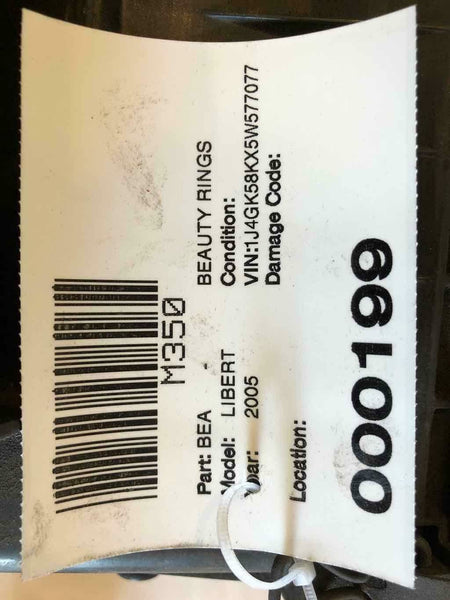 M350
Part: BEA - BEAUTY RINGS
Model: LIBERT Condition:
Year: 2005 VIN:1J4GK58KX5W577077
Damage Code:
Location:
000199